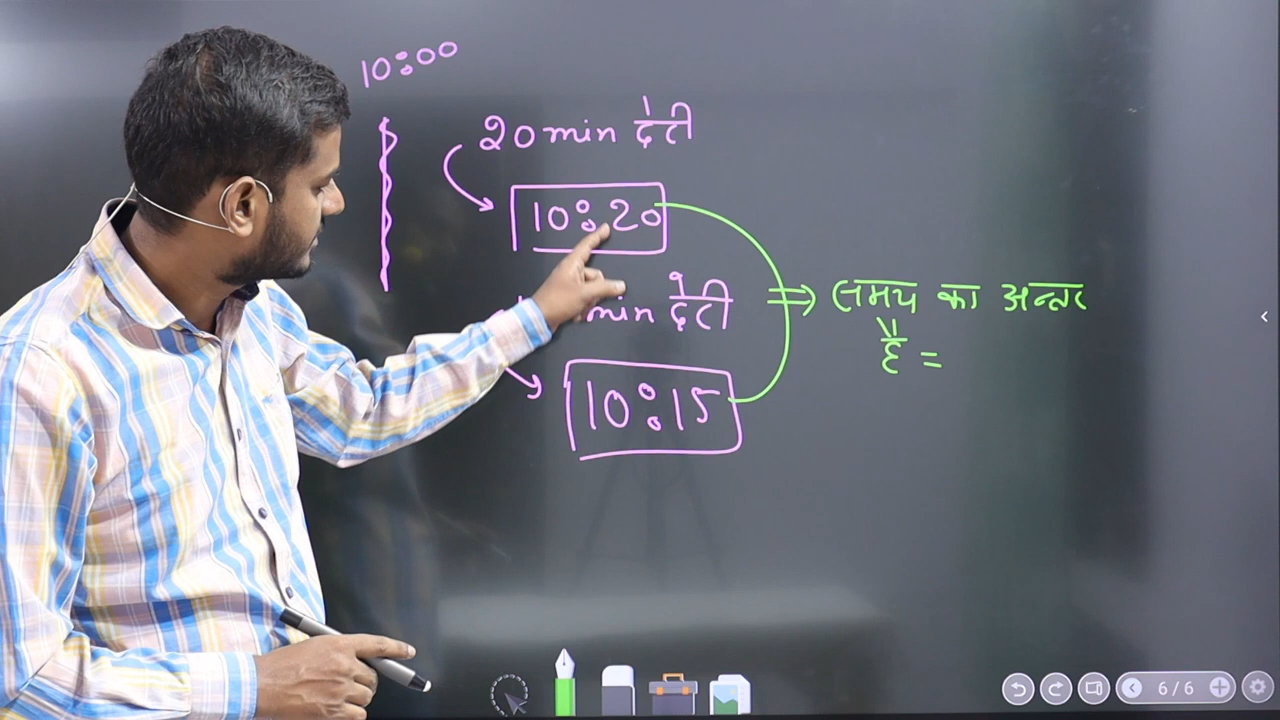 10:00
20 min देरी
10:20
min देरी
10:15
समय का अन्तर
है =
6/6